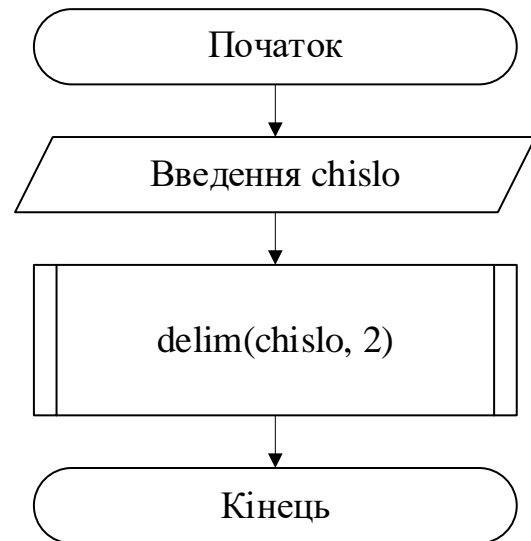 Початок
Введення chislo
delim(chislo, 2)
Кінець